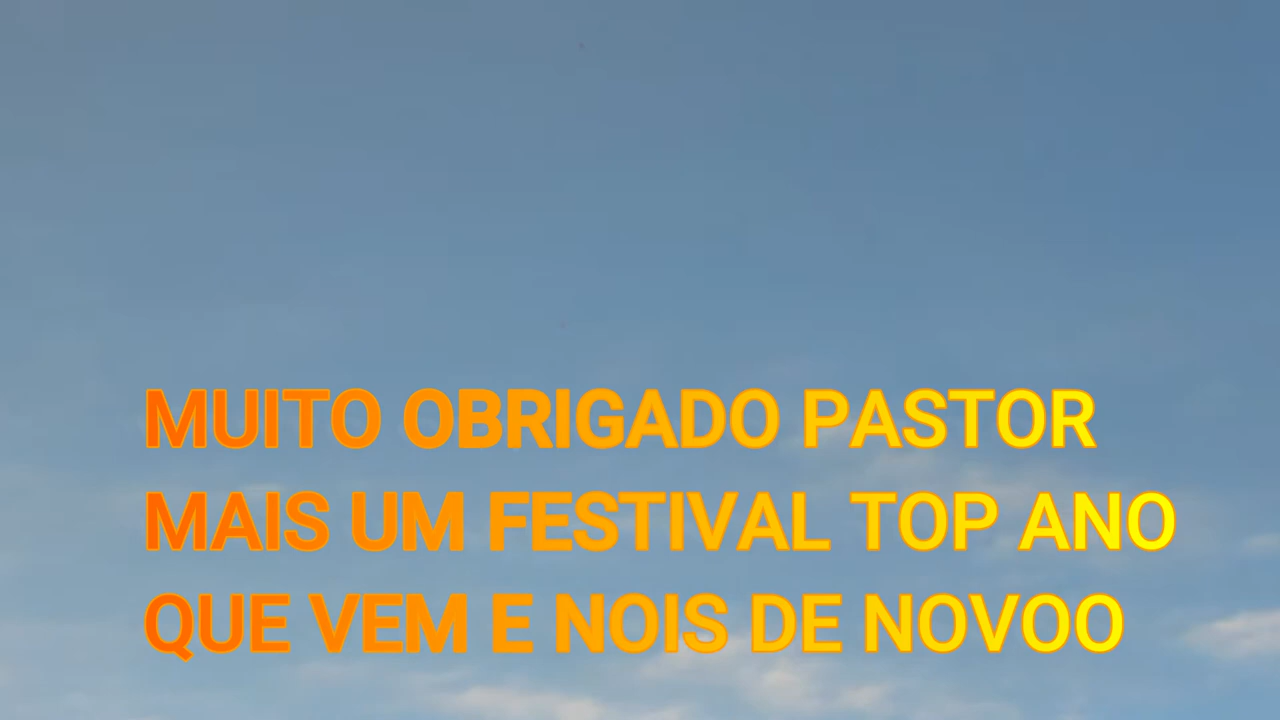 MUITO OBRIGADO PASTOR
MAIS UM FESTIVAL TOP ANO
QUE VEM E NOIS DE NOVOO